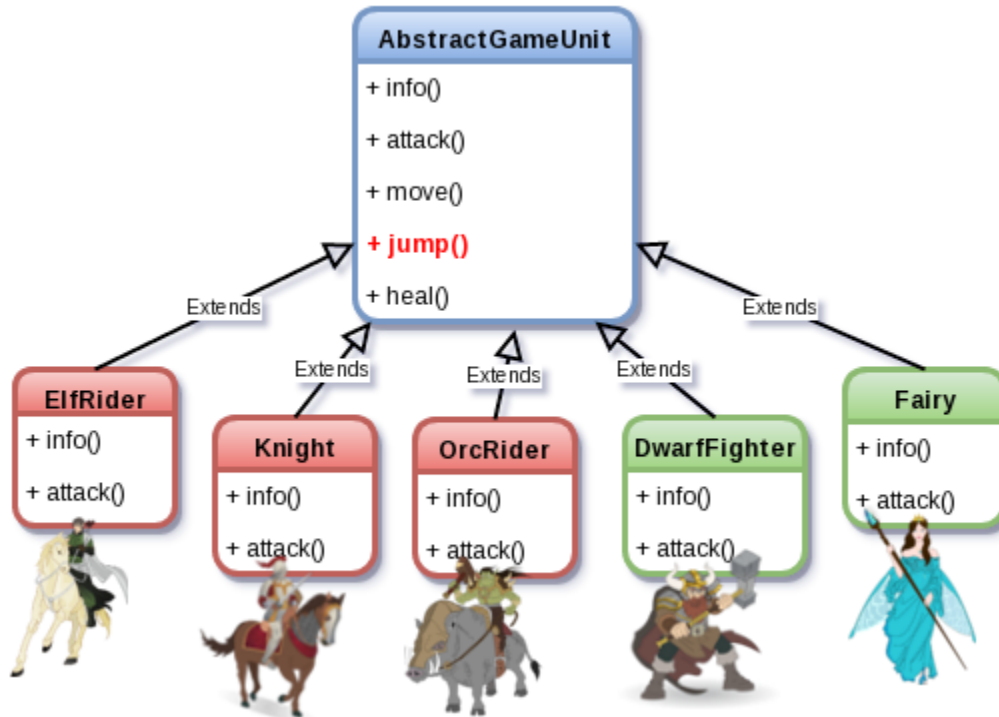 AbstractGameUnit
+ info()
+ attack()
+ move()
+ jump()
+ heal()
Extends
Extends
Extends
Extends
Extends
ElfRider
+ info()
+ attack()
Knight
+ info()
+ attack()
OrcRider
+ info()
+ attack()
DwarfFighter
+ info()
+ attack()
Fairy
+ info()
+ attack()